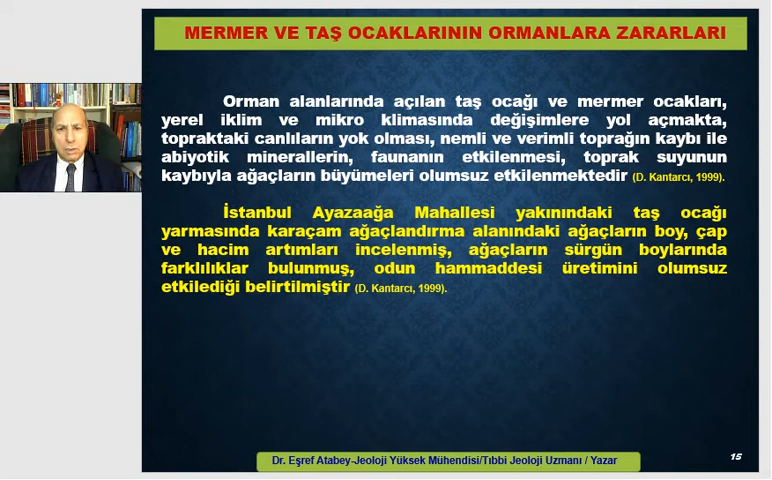 MERMER VE TAŞ OCAKLARININ ORMANLARA ZARARLARI
Orman alanlarında açılan taş ocağı ve mermer ocakları,
yerel iklim ve mikro klimasında değişimlere yol açmakta,
topraktaki canlıların yok olması, nemli ve verimli toprağın kaybı ile
abiyotik minerallerin, faunanın etkilenmesi, toprak suyunun
kaybıyla ağaçların büyümeleri olumsuz etkilenmektedir (D. Kantarcı, 1999).
İstanbul Ayazaağa Mahallesi yakınındaki taş ocağı
yarmasında karaçam ağaçlandırma alanındaki ağaçların boy, çap
ve hacim artımları incelenmiş, ağaçların sürgün boylarında
farklılıklar bulunmuş, odun hammaddesi üretimini olumsuz
etkilediği belirtilmiştir (D. Kantarcı, 1999).
Dr. Eşref Atabey-Jeoloji Yüksek Mühendisi/Tıbbi Jeoloji Uzmanı / Yazar
15